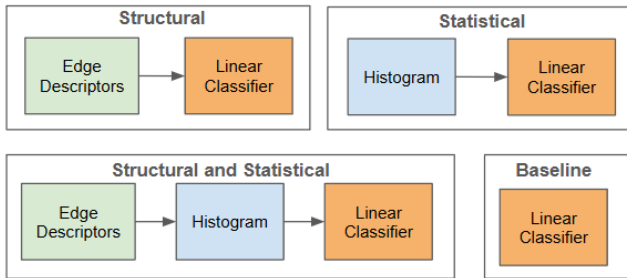 Structural
Edge
Descriptors
Linear
Classifier
Statistical
Histogram
Linear
Classifier
Structural and Statistical
Edge
Descriptors
Histogram
Linear
Classifier
Baseline
Linear
Classifier